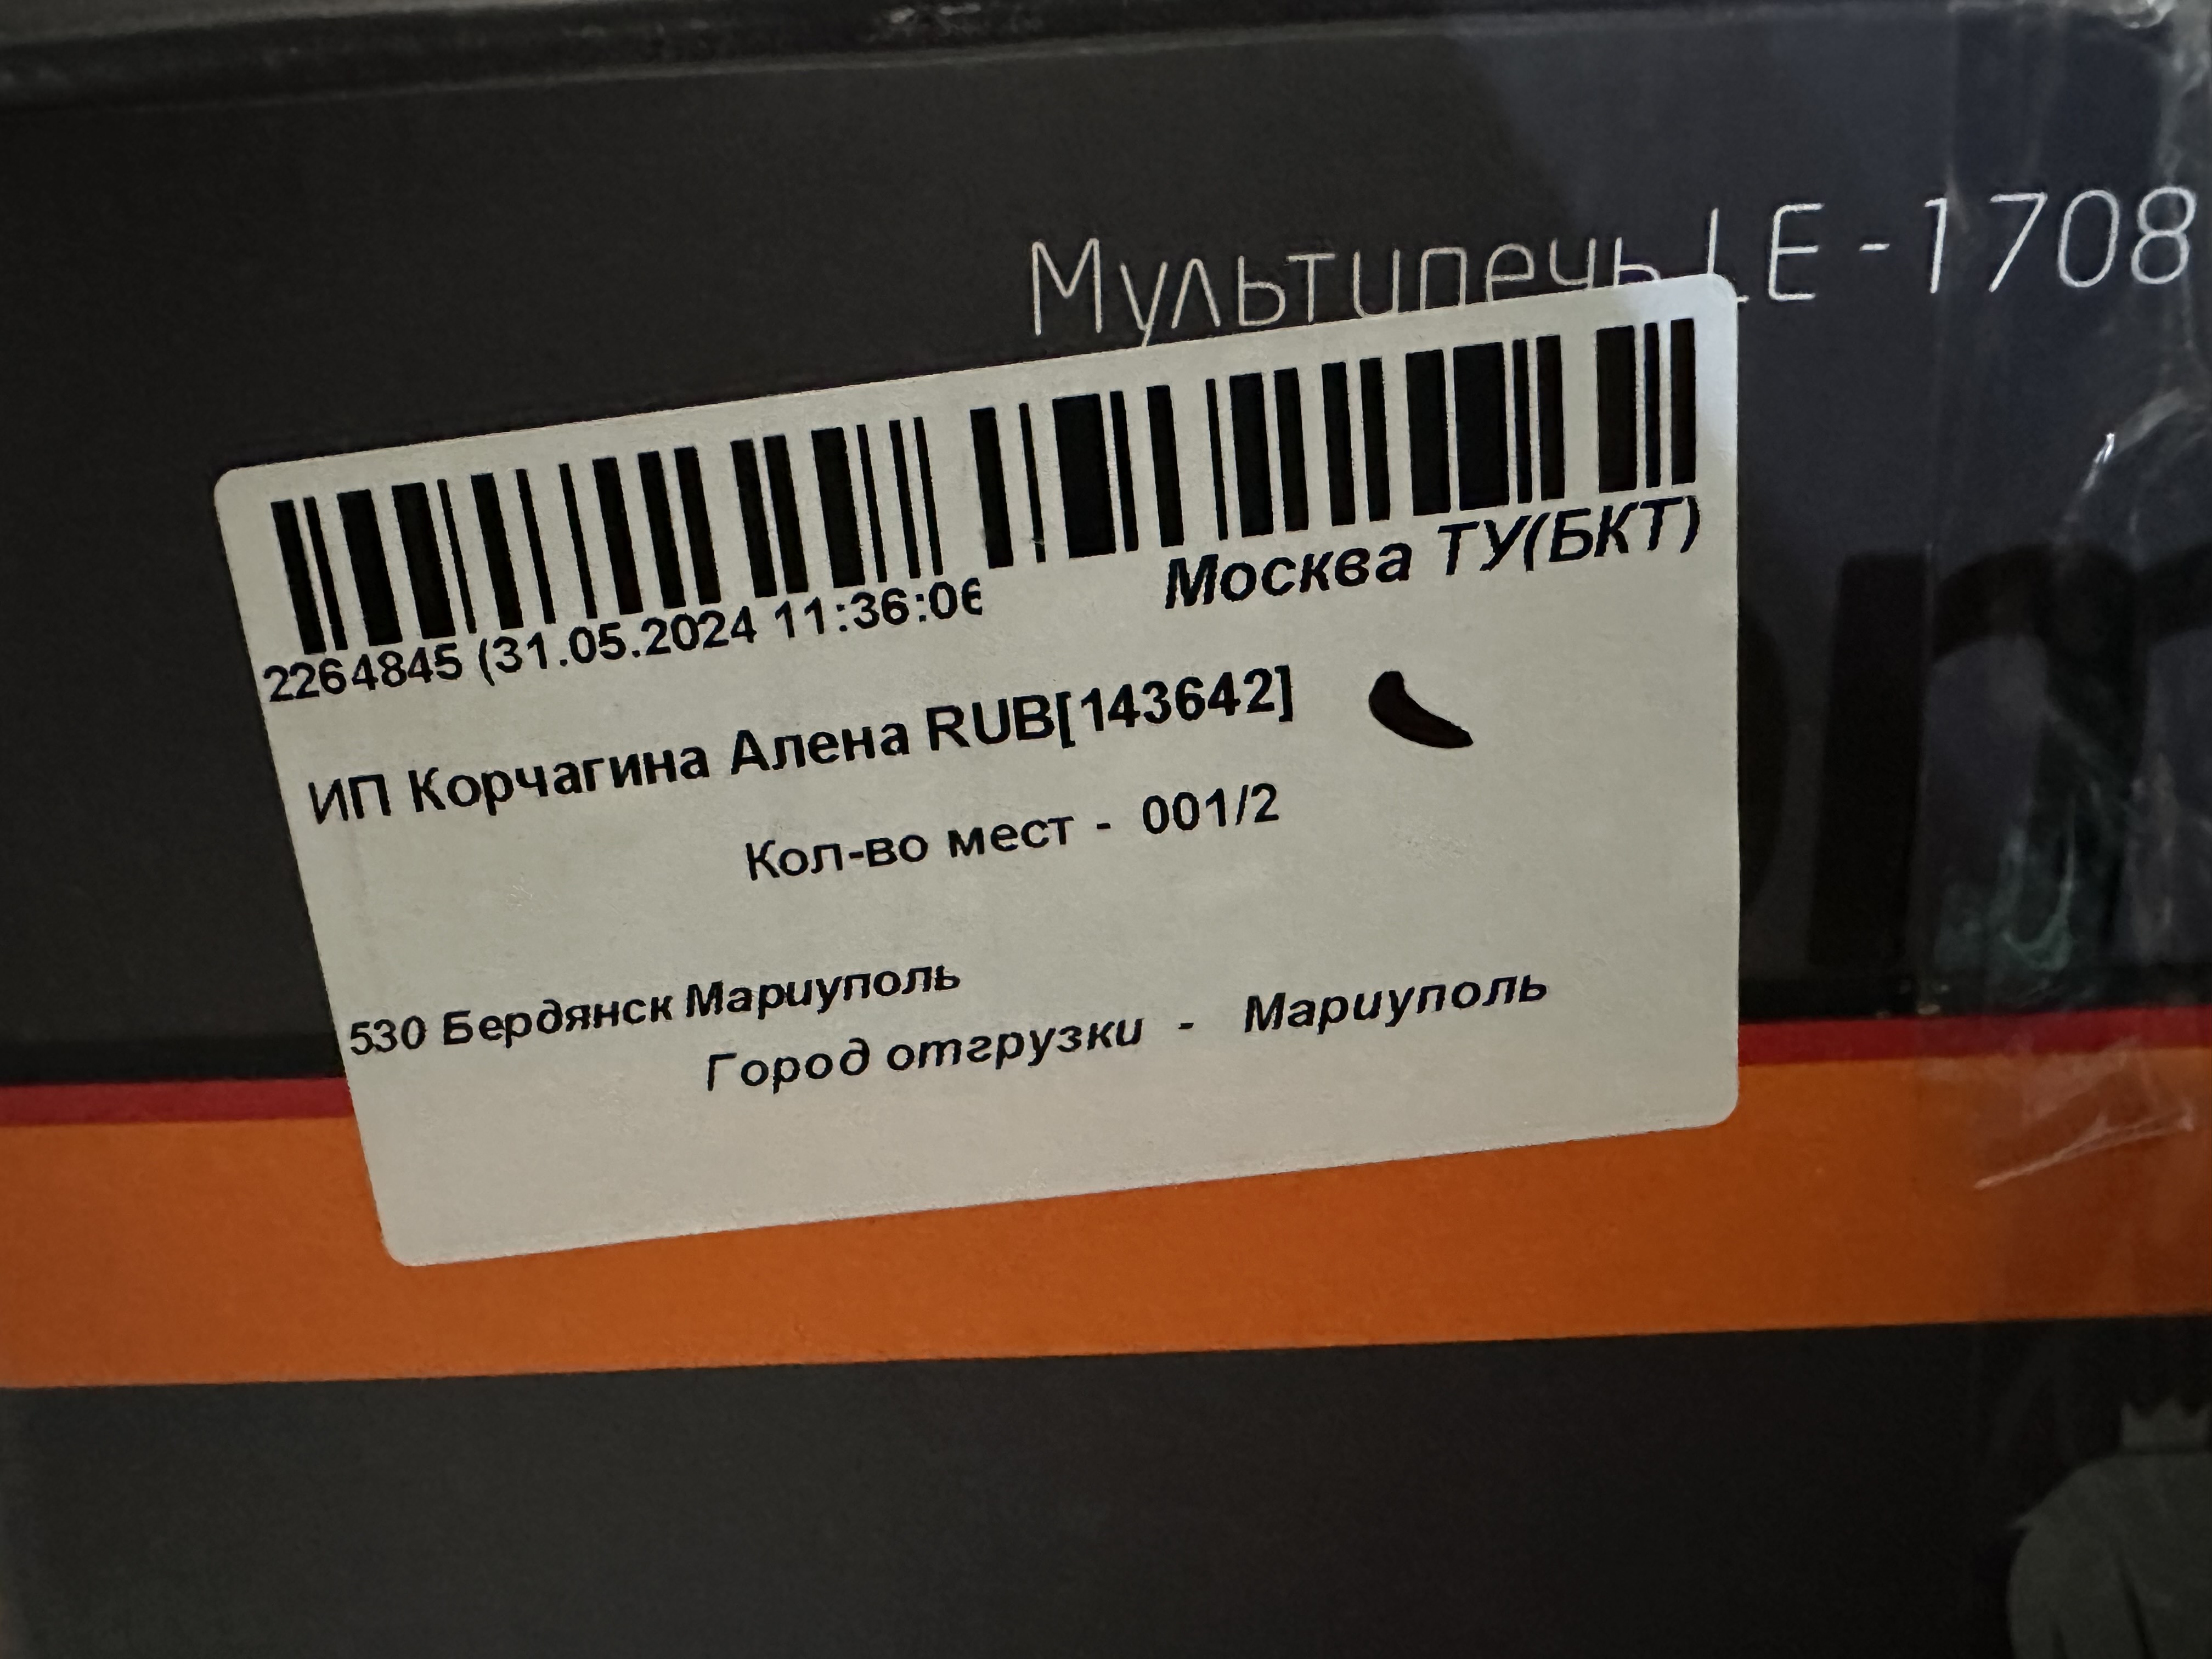 Мультипечь LE-1708
Москва ТУ(БКТ)
2264845 (31.05.2024 11:36:06
ИП Корчагина Алена RUB[143642]
Кол-во мест - 001/2
530 Бердянск Мариуполь
Город отгрузки - Мариуполь